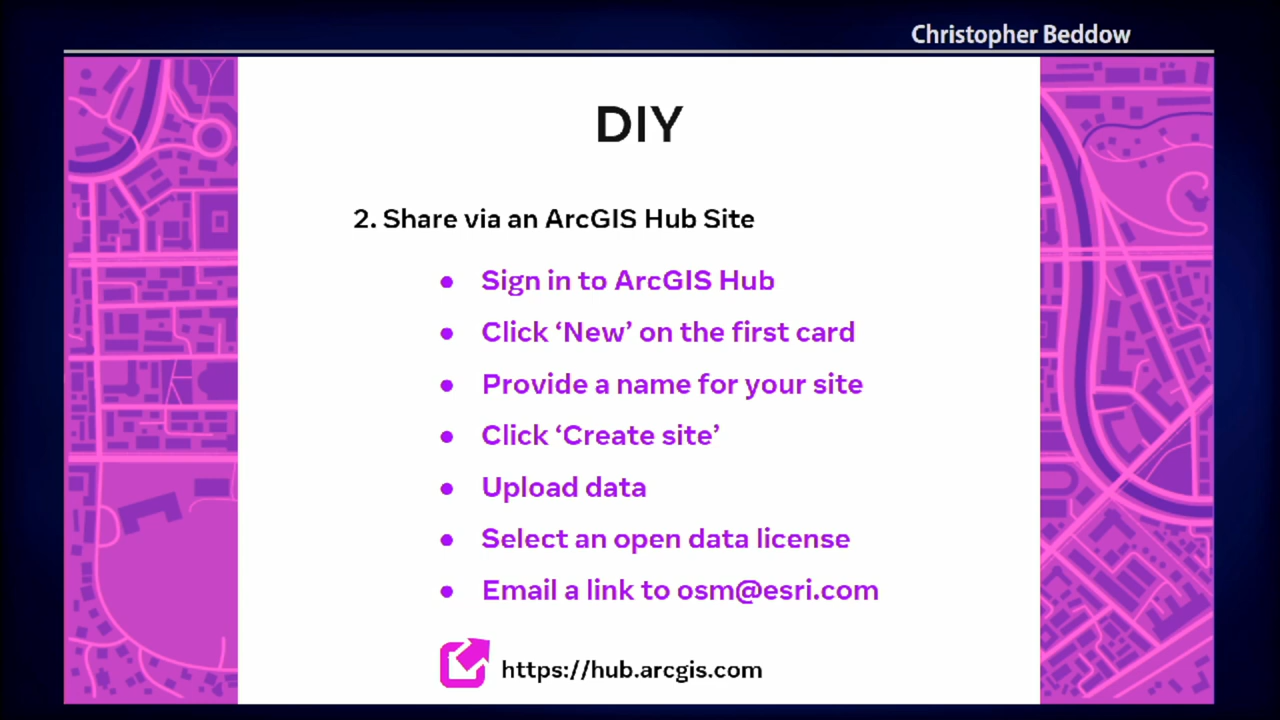 Christopher Beddow
DIY
2. Share via an ArcGIS Hub Site
● Sign in to ArcGIS Hub
● Click ‘New’ on the first card
● Provide a name for your site
● Click ‘Create site’
● Upload data
● Select an open data license
● Email a link to osm@esri.com
https://hub.arcgis.com